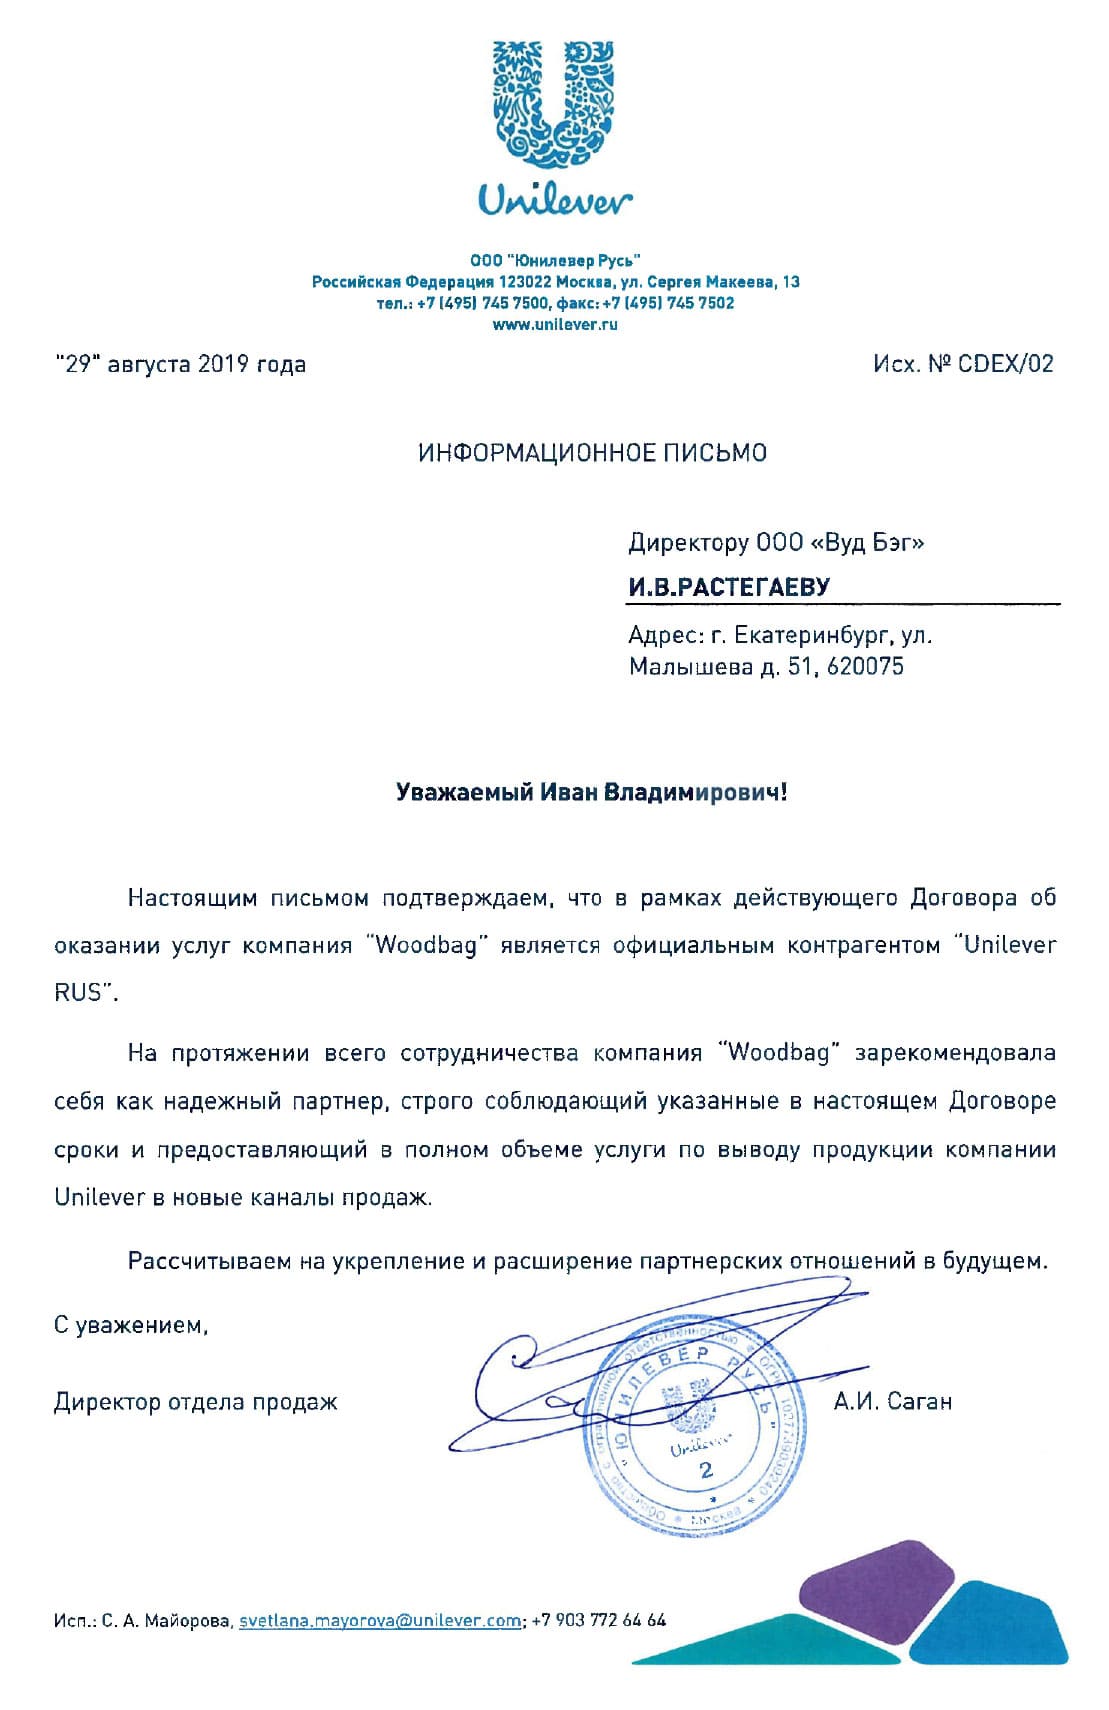 Unilever
ООО "Юнилевер Русь"
Российская Федерация 123022 Москва, ул. Сергея Макеева, 13
тел.: +7 (495) 745 7500, факс: +7 (495) 745 7502
www.unilever.ru
"29" августа 2019 года Исх. № CDEX/02
ИНФОРМАЦИОННОЕ ПИСЬМО
Директору ООО «Вуд Бэг»
И.В.РАСТЕГАЕВУ
Адрес: г. Екатеринбург, ул.
Малышева д. 51, 620075
Уважаемый Иван Владимирович!
Настоящим письмом подтверждаем, что в рамках действующего Договора об
оказании услуг компания "Woodbag" является официальным контрагентом "Unilever
RUS".
На протяжении всего сотрудничества компания "Woodbag" зарекомендовала
себя как надежный партнер, строго соблюдающий указанные в настоящем Договоре
сроки и предоставляющий в полном объеме услуги по выводу продукции компании
Unilever в новые каналы продаж.
Рассчитываем на укрепление и расширение партнерских отношений в будущем.
С уважением,
Директор отдела продаж А.И. Саган
Общество с ограниченной ответственностью * ОГРН * Москва *
"ЮНИЛЕВЕР РУСЬ"
Unilever
2
Исп.: С. А. Майорова, svetlana.mayorova@unilever.com; +7 903 772 64 64